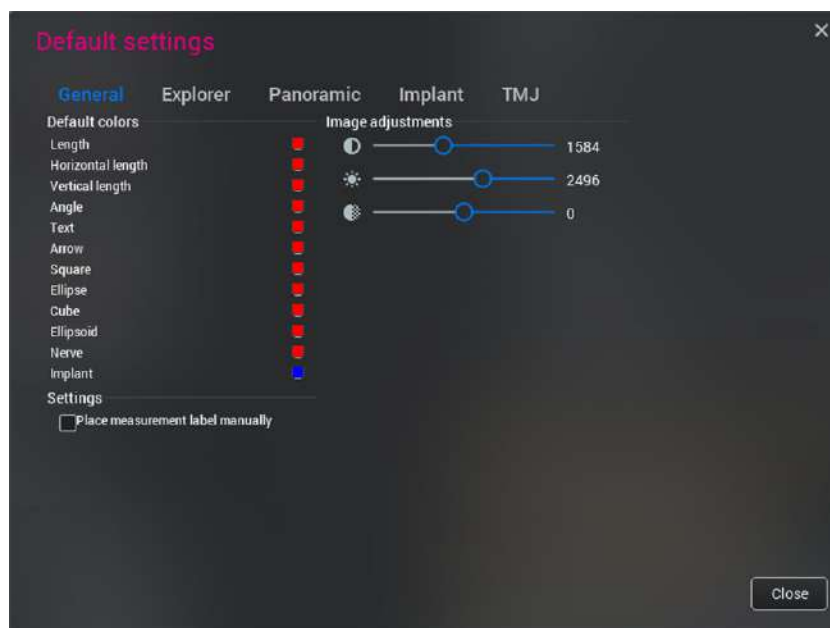 Default settings
General Explorer Panoramic Implant TMJ
Default colors
Length
Horizontal length
Vertical length
Angle
Text
Arrow
Square
Ellipse
Cube
Ellipsoid
Nerve
Implant
Settings
Place measurement label manually
Image adjustments
1584
2496
0
Close